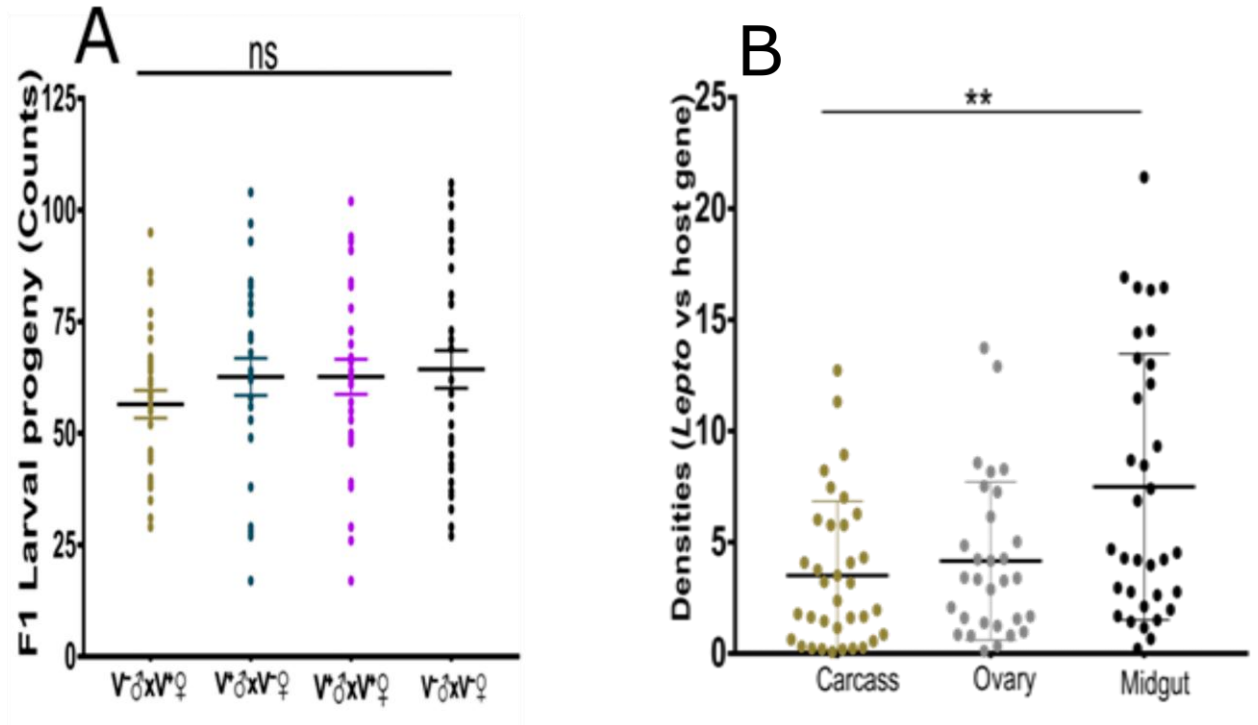 A
ns
F1 Larval progeny (Counts)
125
100
75
50
25
0
V⁻♂xV⁺♀
V⁺♂xV⁻♀
V⁺♂xV⁺♀
V⁻♂xV⁻♀
B
**
Densities (Lepto vs host gene)
25
20
15
10
5
0
Carcass
Ovary
Midgut